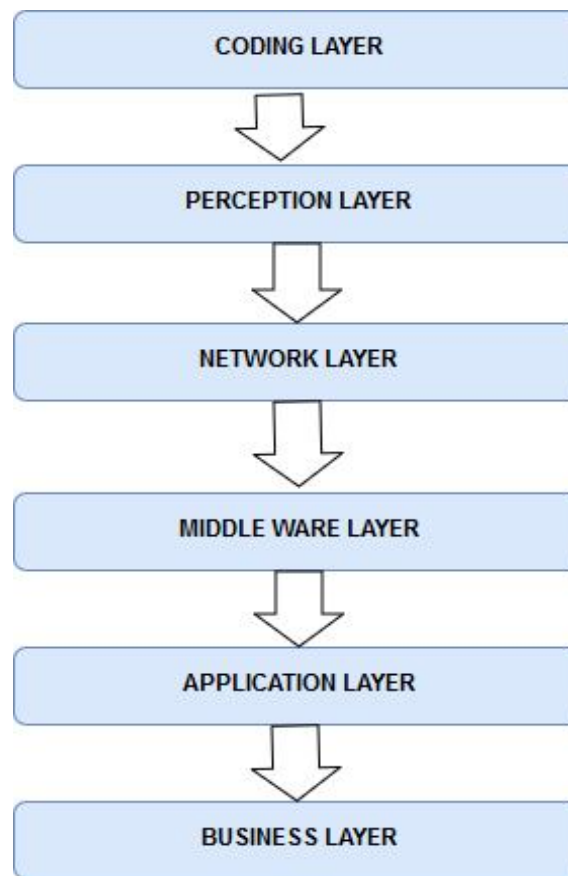 CODING LAYER
PERCEPTION LAYER
NETWORK LAYER
MIDDLE WARE LAYER
APPLICATION LAYER
BUSINESS LAYER